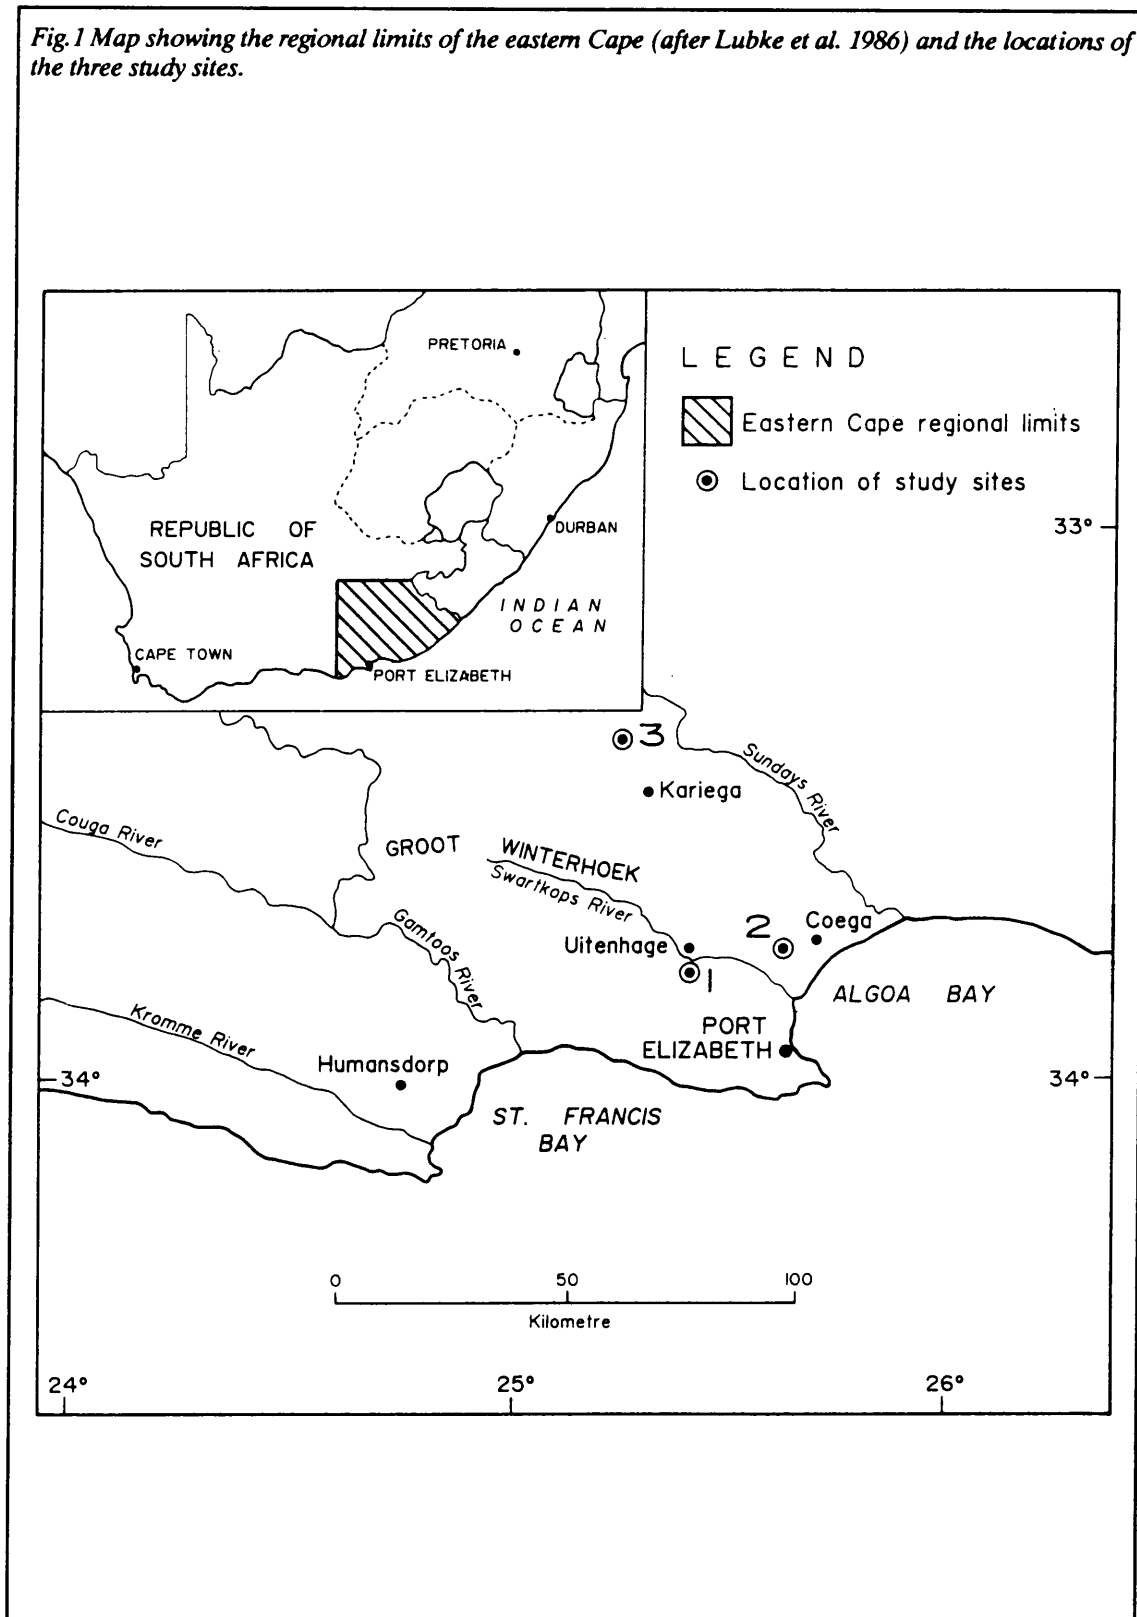 Fig.1 Map showing the regional limits of the eastern Cape (after Lubke et al. 1986) and the locations of
the three study sites.
PRETORIA
REPUBLIC OF
SOUTH AFRICA
DURBAN
INDIAN
OCEAN
CAPE TOWN
PORT ELIZABETH
LEGEND
Eastern Cape regional limits
Location of study sites
33°
3
Kariega
Sundays River
Couga River
GROOT WINTERHOEK
Swartkops River
Gamtoos River
2
Coega
Uitenhage
1
ALGOA BAY
Kromme River
PORT
ELIZABETH
Humansdorp
34°
34°
ST. FRANCIS
BAY
0 50 100
Kilometre
24° 25° 26°